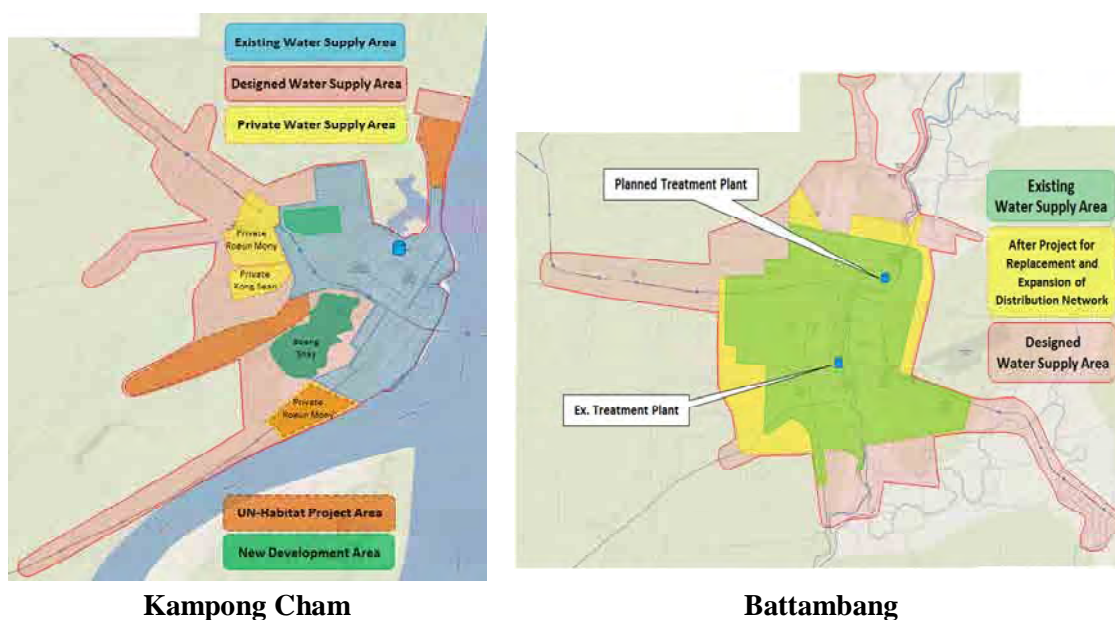 Existing Water Supply Area
Designed Water Supply Area
Private Water Supply Area
Private
Roeun Mony
Private
Kong Sean
Boeng
Snay
Private
Roeun Mony
UN-Habitat Project Area
New Development Area
Kampong Cham
Planned Treatment Plant
Ex. Treatment Plant
Existing
Water Supply Area
After Project for
Replacement and
Expansion of
Distribution Network
Designed
Water Supply Area
Battambang